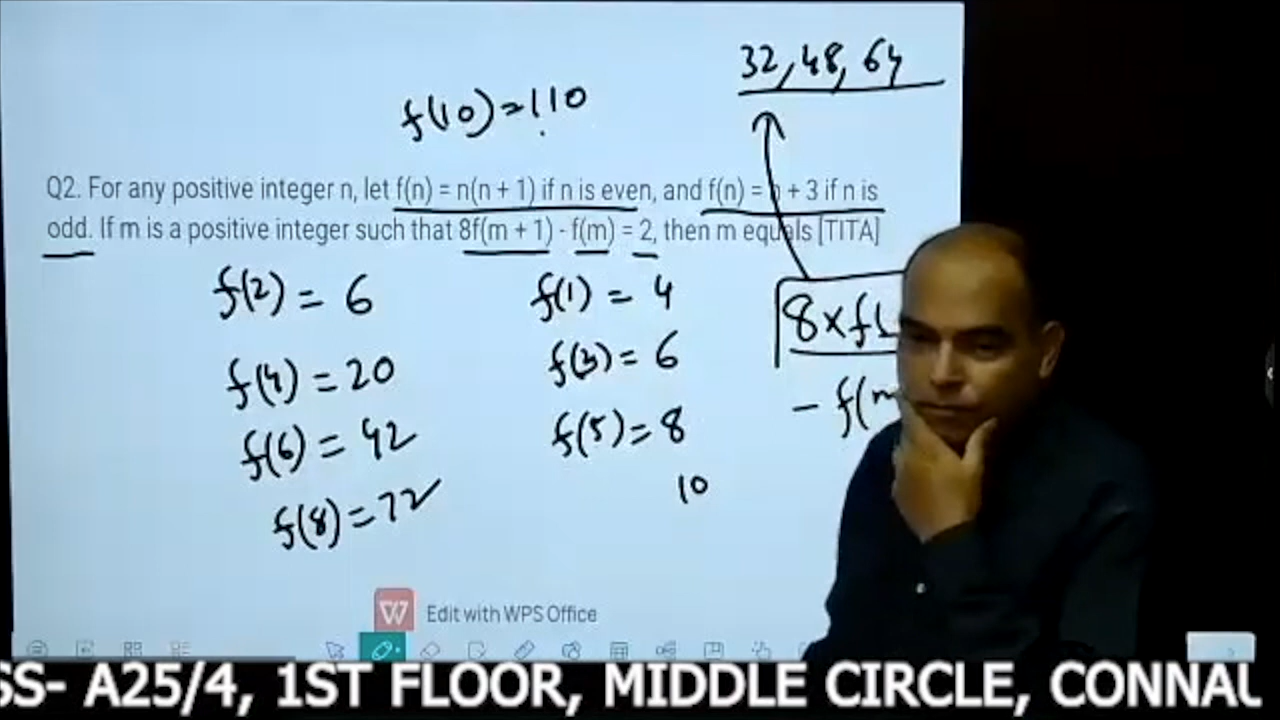 32, 48, 64
f(10) = 110
Q2. For any positive integer n, let f(n) = n(n + 1) if n is even, and f(n) = n + 3 if n is
odd. If m is a positive integer such that 8f(m + 1) - f(m) = 2, then m equals [TITA]
f(2) = 6 f(1) = 4 8 × f(
f(4) = 20 f(3) = 6
f(6) = 42 f(5) = 8 - f(m
f(8) = 72 10
W Edit with WPS Office
SS- A25/4, 1ST FLOOR, MIDDLE CIRCLE, CONNAU